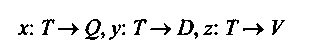 x: T → Q, y: T → D, z: T → V